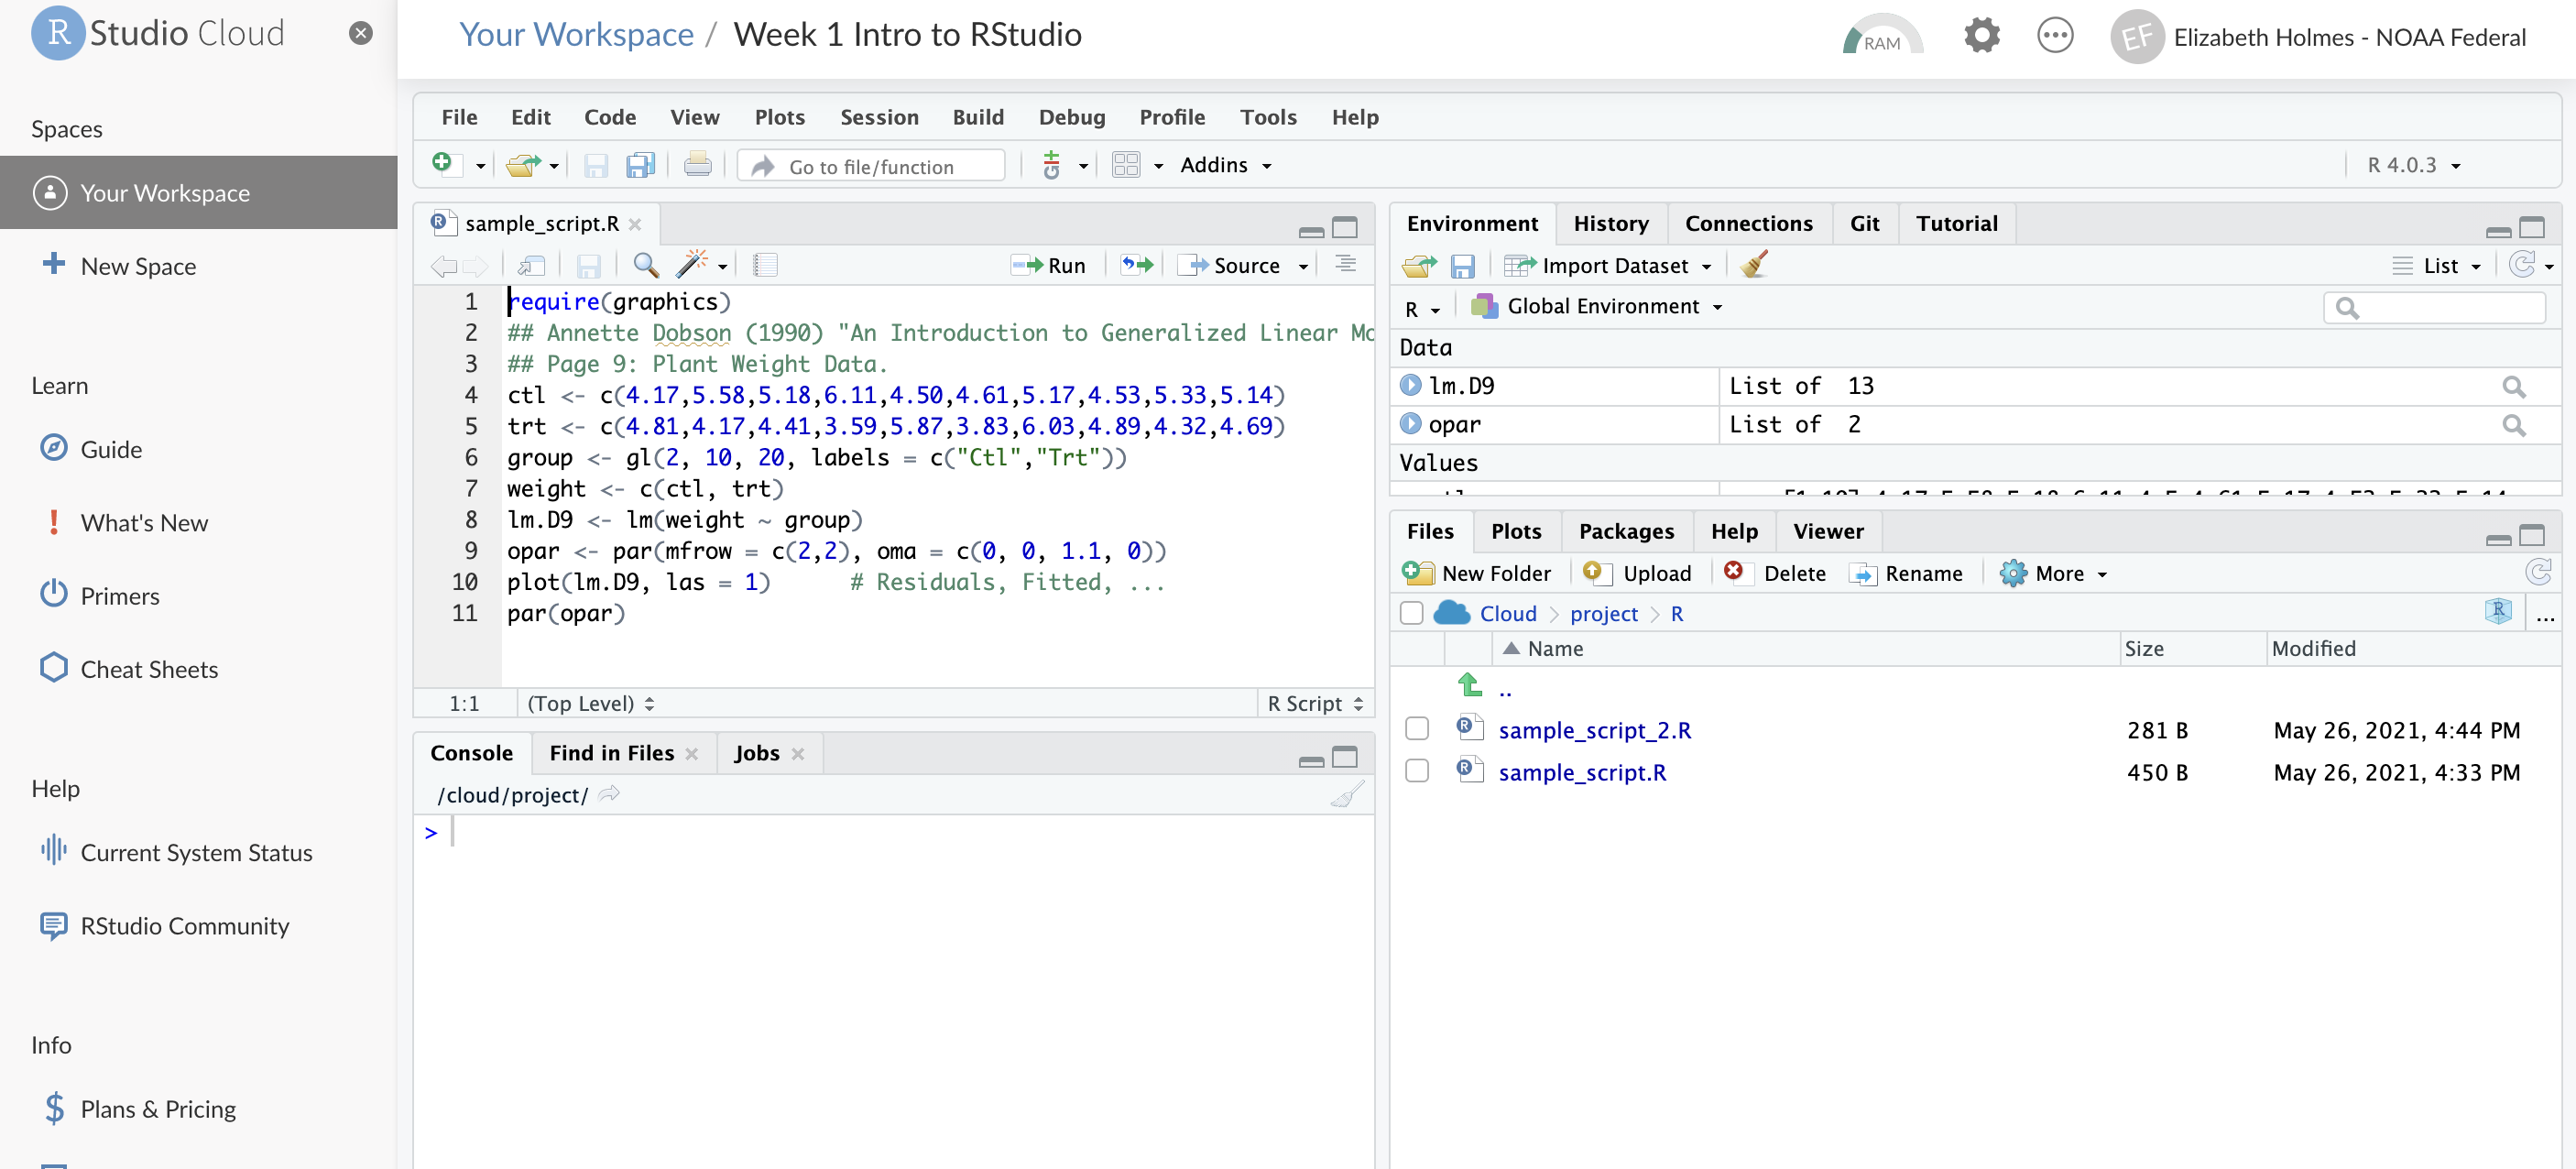 R Studio Cloud
Your Workspace / Week 1 Intro to RStudio
RAM
EF
Elizabeth Holmes - NOAA Federal
Spaces
Your Workspace
New Space
Learn
Guide
What's New
Primers
Cheat Sheets
Help
Current System Status
RStudio Community
Info
Plans & Pricing
File Edit Code View Plots Session Build Debug Profile Tools Help
Go to file/function
Addins
R 4.0.3
sample_script.R
Run
Source
1 require(graphics)
2 ## Annette Dobson (1990) "An Introduction to Generalized Linear Mo
3 ## Page 9: Plant Weight Data.
4 ctl <- c(4.17,5.58,5.18,6.11,4.50,4.61,5.17,4.53,5.33,5.14)
5 trt <- c(4.81,4.17,4.41,3.59,5.87,3.83,6.03,4.89,4.32,4.69)
6 group <- gl(2, 10, 20, labels = c("Ctl","Trt"))
7 weight <- c(ctl, trt)
8 lm.D9 <- lm(weight ~ group)
9 opar <- par(mfrow = c(2,2), oma = c(0, 0, 1.1, 0))
10 plot(lm.D9, las = 1)      # Residuals, Fitted, ...
11 par(opar)
1:1 (Top Level) R Script
Console Find in Files Jobs
/cloud/project/
>
Environment History Connections Git Tutorial
Import Dataset
List
R Global Environment
Data
lm.D9 List of 13
opar List of 2
Values
Files Plots Packages Help Viewer
New Folder Upload Delete Rename More
Cloud > project > R
R
...
Name Size Modified
..
sample_script_2.R 281 B May 26, 2021, 4:44 PM
sample_script.R 450 B May 26, 2021, 4:33 PM